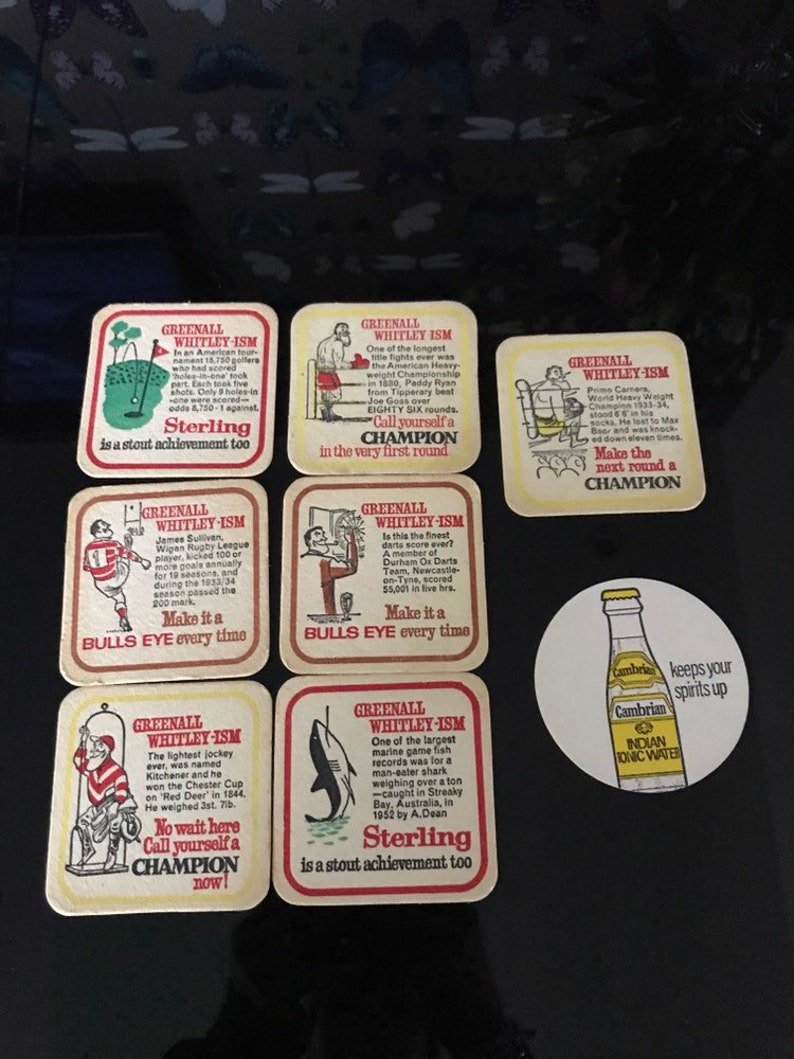 GREENALL
WHITLEY-ISM
In an American tour-
nament 15,750 golfers
who had scored
'holes-in-one' took
part. Each took five
shots. Only 9 holes-in
-one were scored—
odds 8,750-1 against.
Sterling
is a stout achievement too
GREENALL
WHITLEY-ISM
One of the longest
title fights ever was
the American Heavy-
weight Championship
in 1880, Paddy Ryan
from Tipperary beat
Joe Goss over
EIGHTY SIX rounds.
Call yourself a
CHAMPION
in the very first round
GREENALL
WHITLEY-ISM
Primo Carnera,
World Heavy Weight
Champion 1933-34,
stood 6'6" in his
socks. He lost to Max
Baer and was knock-
ed down eleven times.
Make the
next round a
CHAMPION
GREENALL
WHITLEY-ISM
James Sullivan,
Wigan Rugby League
player, kicked 100 or
more goals annually
for 19 seasons, and
during the 1933/34
season passed the
200 mark.
Make it a
BULLS EYE every time
GREENALL
WHITLEY-ISM
Is this the finest
darts score ever?
A member of
Durham Ox Darts
Team, Newcastle-
on-Tyne, scored
55,001 in five hrs.
Make it a
BULLS EYE every time
GREENALL
WHITLEY-ISM
The lightest jockey
ever, was named
Kitchener and he
won the Chester Cup
on 'Red Deer' in 1844.
He weighed 3st. 7lb.
No wait here
Call yourself a
CHAMPION
now!
GREENALL
WHITLEY-ISM
One of the largest
marine game fish
records was for a
man-eater shark
weighing over a ton
—caught in Streaky
Bay, Australia, in
1952 by A.Dean
Sterling
is a stout achievement too
keeps your
spirits up
Cambrian
Cambrian
INDIAN
TONIC WATER